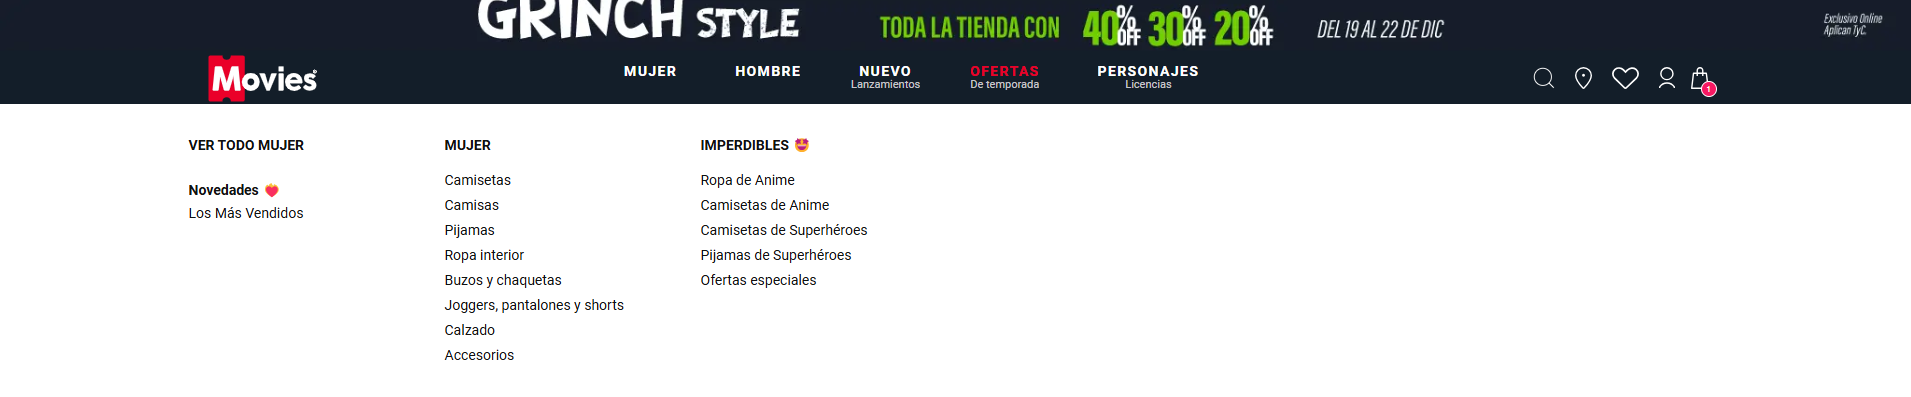 GRINCH STYLE
TODA LA TIENDA CON 40% OFF 30% OFF 20% OFF
DEL 19 AL 22 DE DIC
Exclusivo Online
Aplican TyC.
Movies®
MUJER
HOMBRE
NUEVO
Lanzamientos
OFERTAS
De temporada
PERSONAJES
Licencias
1
VER TODO MUJER
Novedades
Los Más Vendidos
MUJER
Camisetas
Camisas
Pijamas
Ropa interior
Buzos y chaquetas
Joggers, pantalones y shorts
Calzado
Accesorios
IMPERDIBLES 🤩
Ropa de Anime
Camisetas de Anime
Camisetas de Superhéroes
Pijamas de Superhéroes
Ofertas especiales